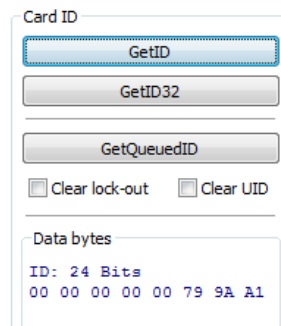 Card ID
GetID
GetID32
GetQueuedID
Clear lock-out Clear UID
Data bytes
ID: 24 Bits
00 00 00 00 00 79 9A A1